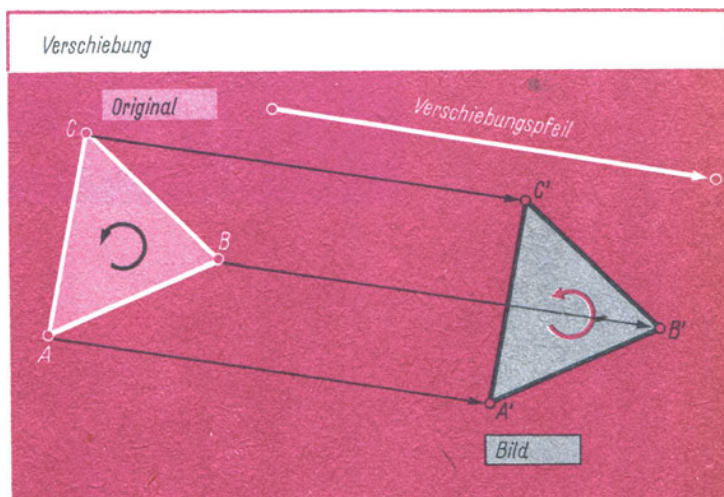 Verschiebung
Original
Verschiebungspfeil
C
C'
B
B'
A
A'
Bild